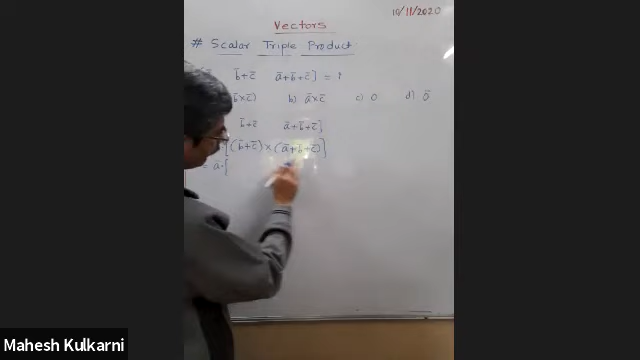 10/11/2020
Vectors
# Scalar Triple Product
b̄+c̄ ā+b̄+c̄] = ?
b̄×c̄) b) ā×c̄ c) 0 d) ō
b̄+c̄ ā+b̄+c̄]
[(b̄+c̄)×(ā+b̄+c̄)]
= ā·{
Mahesh Kulkarni